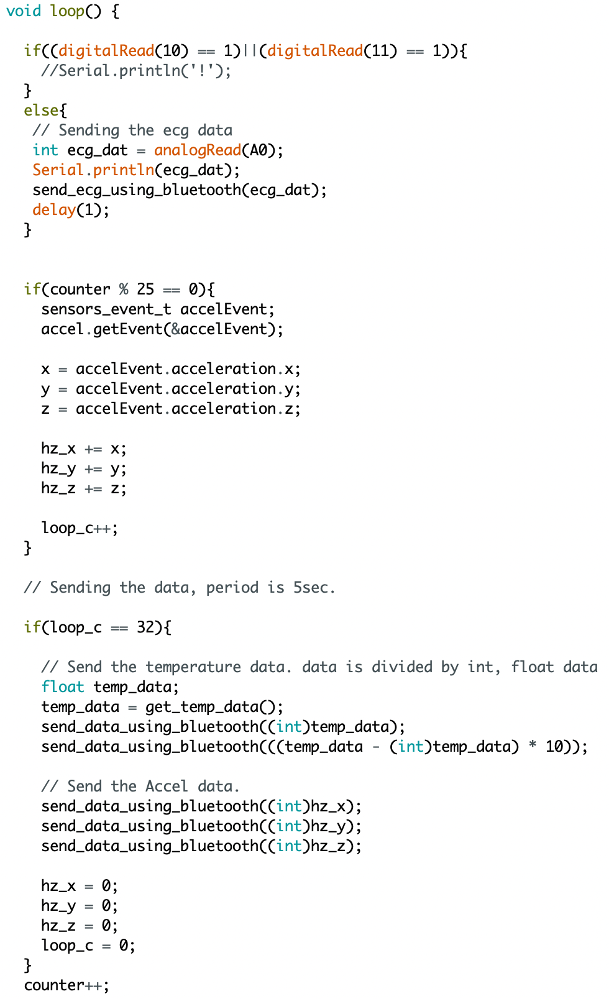 void loop() {
if((digitalRead(10) == 1)||(digitalRead(11) == 1)){
//Serial.println('!');
}
else{
// Sending the ecg data
int ecg_dat = analogRead(A0);
Serial.println(ecg_dat);
send_ecg_using_bluetooth(ecg_dat);
delay(1);
}
if(counter % 25 == 0){
sensors_event_t accelEvent;
accel.getEvent(&accelEvent);
x = accelEvent.acceleration.x;
y = accelEvent.acceleration.y;
z = accelEvent.acceleration.z;
hz_x += x;
hz_y += y;
hz_z += z;
loop_c++;
}
// Sending the data, period is 5sec.
if(loop_c == 32){
// Send the temperature data. data is divided by int, float data
float temp_data;
temp_data = get_temp_data();
send_data_using_bluetooth((int)temp_data);
send_data_using_bluetooth(((temp_data - (int)temp_data) * 10));
// Send the Accel data.
send_data_using_bluetooth((int)hz_x);
send_data_using_bluetooth((int)hz_y);
send_data_using_bluetooth((int)hz_z);
hz_x = 0;
hz_y = 0;
hz_z = 0;
loop_c = 0;
}
counter++;